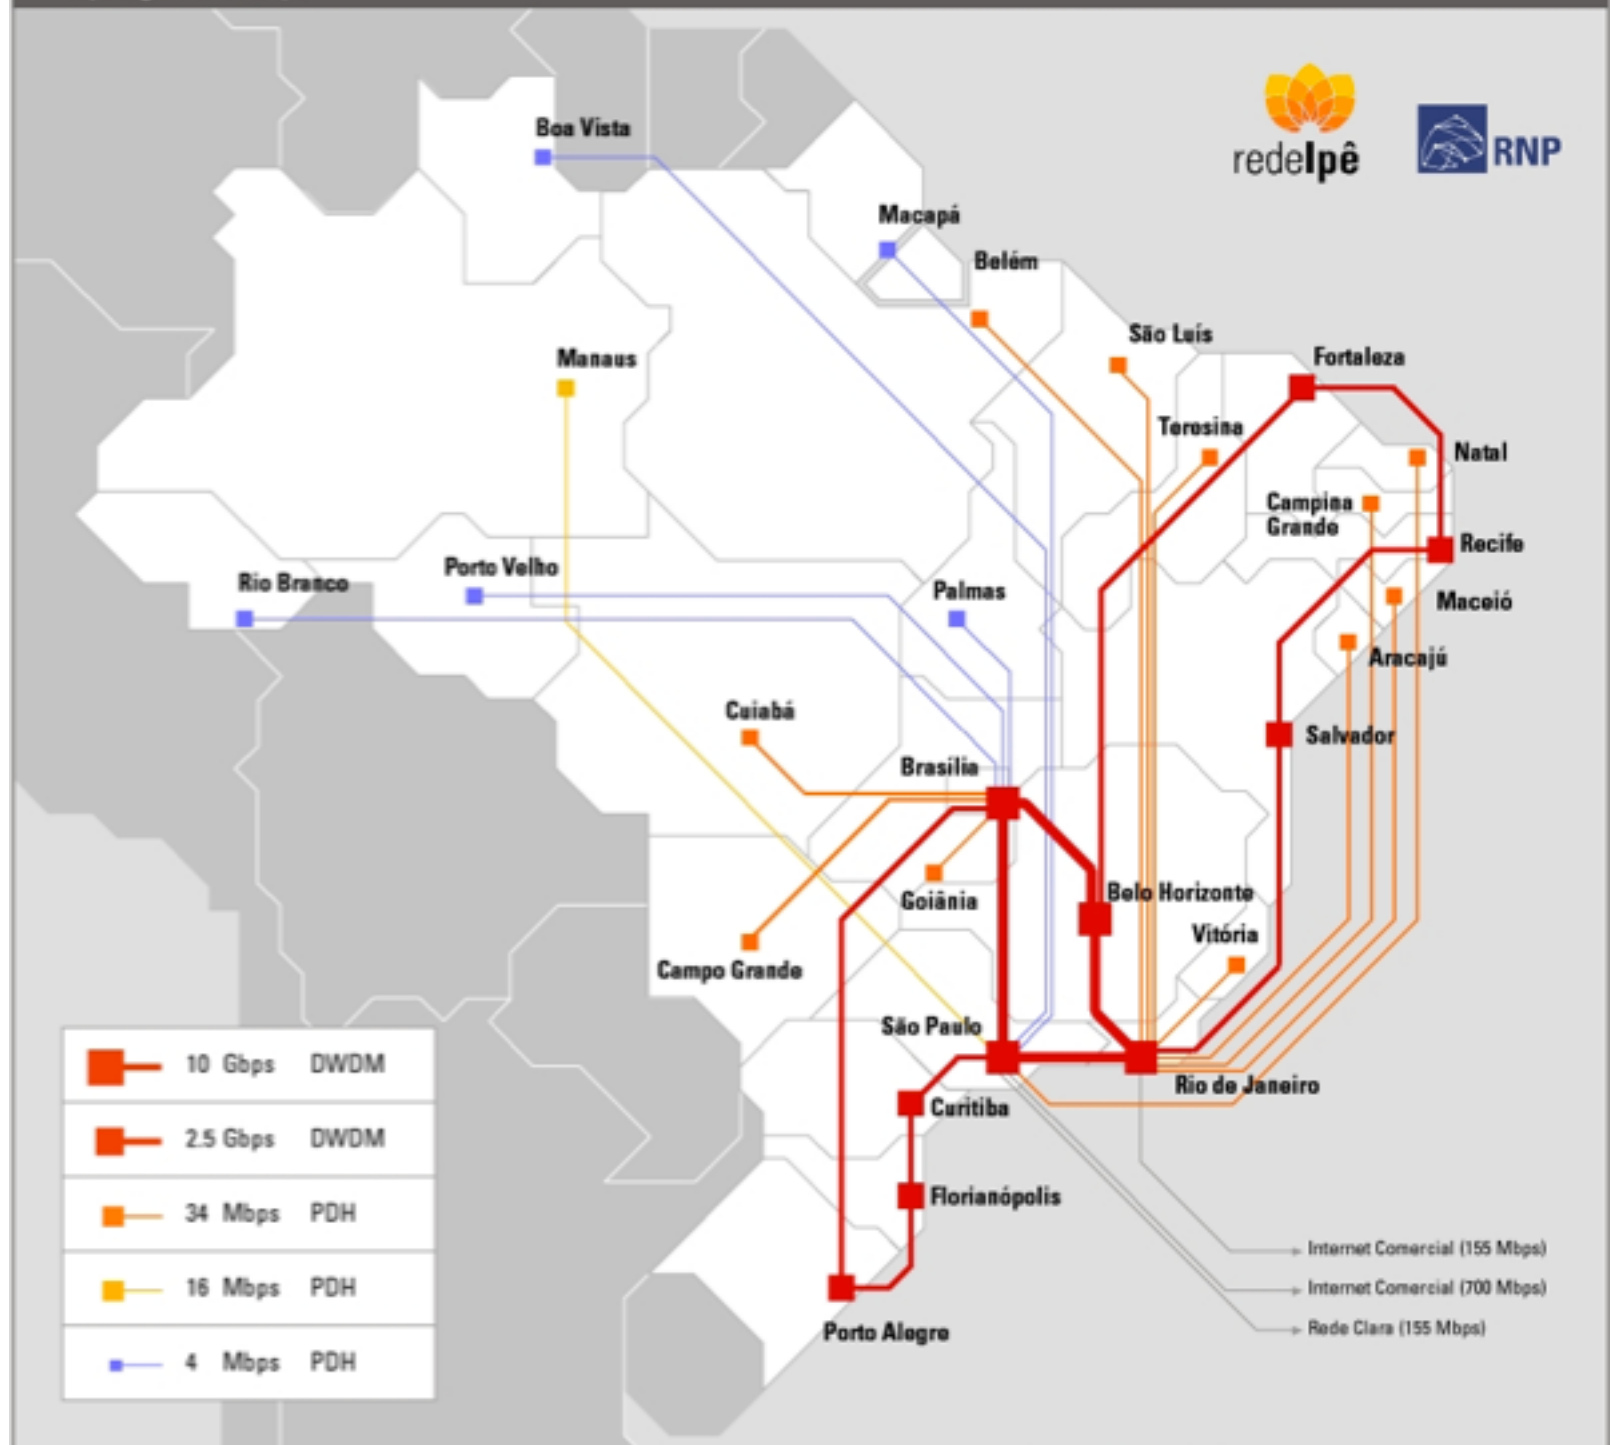 redeIpê
RNP
Boa Vista
Macapá
Belém
São Luís
Fortaleza
Manaus
Teresina
Natal
Campina
Grande
Recife
Porto Velho
Rio Branco
Palmas
Maceió
Aracajú
Cuiabá
Salvador
Brasília
Belo Horizonte
Goiânia
Vitória
Campo Grande
São Paulo
Rio de Janeiro
Curitiba
Florianópolis
Porto Alegre
10 Gbps DWDM
2.5 Gbps DWDM
34 Mbps PDH
16 Mbps PDH
4 Mbps PDH
Internet Comercial (155 Mbps)
Internet Comercial (700 Mbps)
Rede Clara (155 Mbps)